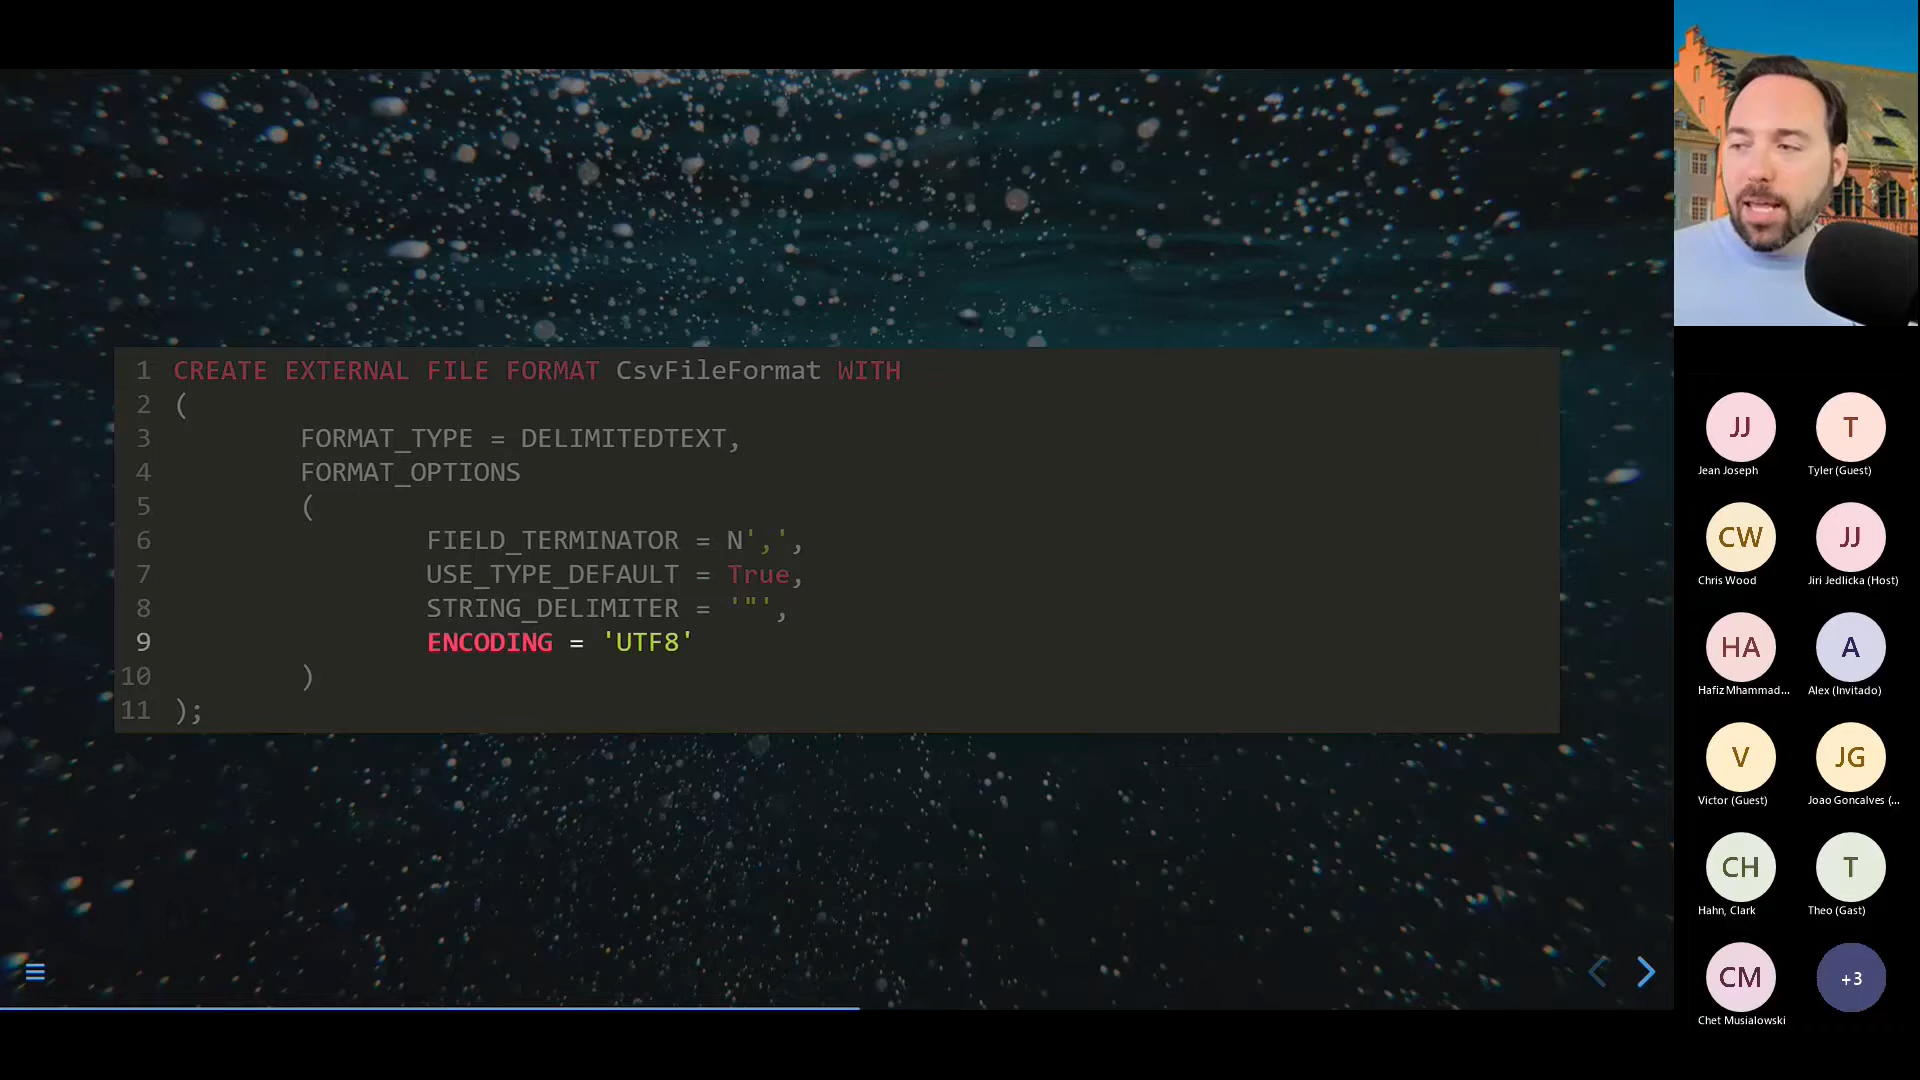 1 CREATE EXTERNAL FILE FORMAT CsvFileFormat WITH
2 (
3 FORMAT_TYPE = DELIMITEDTEXT,
4 FORMAT_OPTIONS
5 (
6 FIELD_TERMINATOR = N',',
7 USE_TYPE_DEFAULT = True,
8 STRING_DELIMITER = '"',
9 ENCODING = 'UTF8'
10 )
11 );
JJ T
Jean Joseph Tyler (Guest)
CW JJ
Chris Wood Jiri Jedlicka (Host)
HA A
Hafiz Mhammad... Alex (Invitado)
V JG
Victor (Guest) Joao Goncalves (...
CH T
Hahn, Clark Theo (Gast)
CM +3
Chet Musialowski